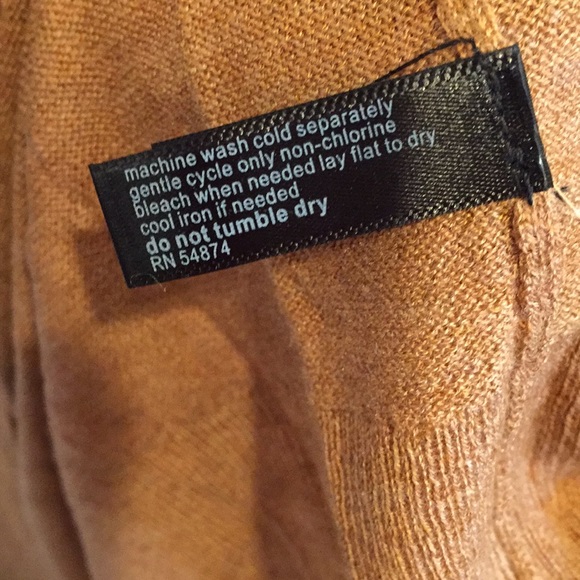 machine wash cold separately
gentle cycle only non-chlorine
bleach when needed lay flat to dry
cool iron if needed
do not tumble dry
RN 54874